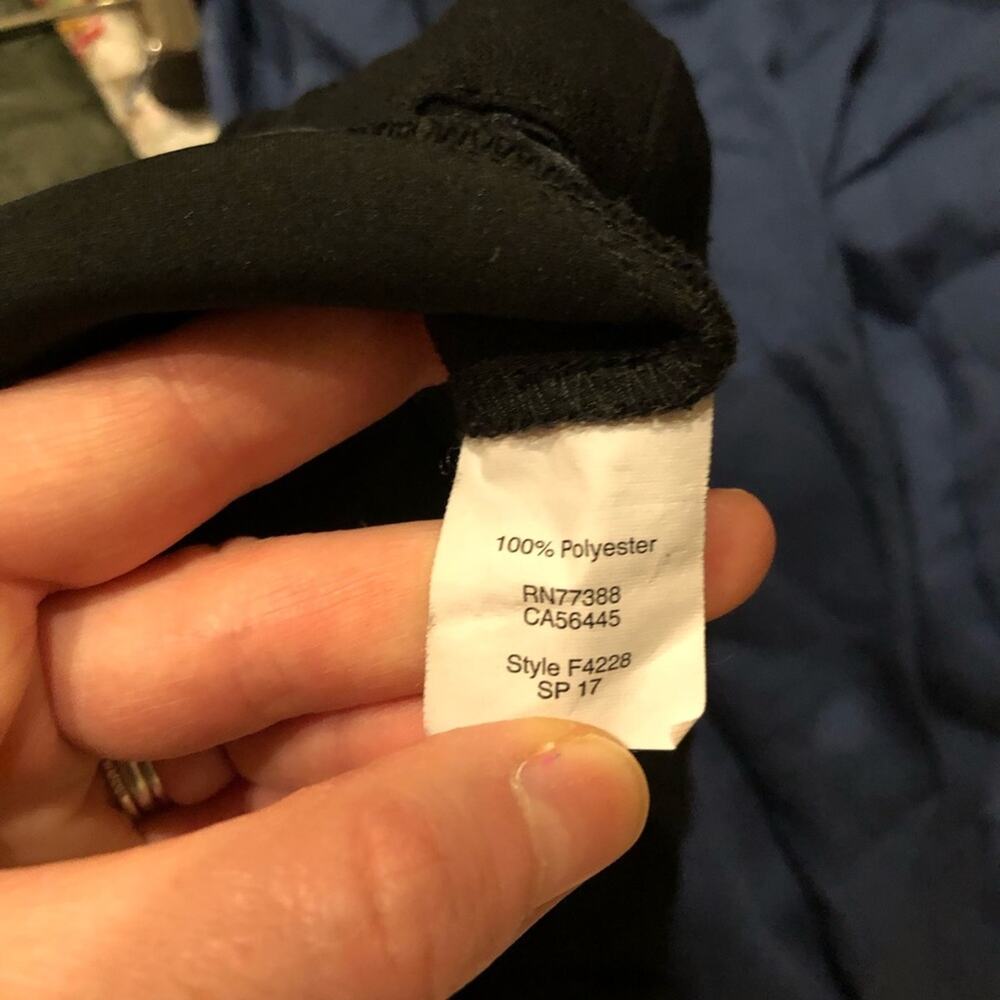 100% Polyester
RN77388
CA56445
Style F4228
SP 17